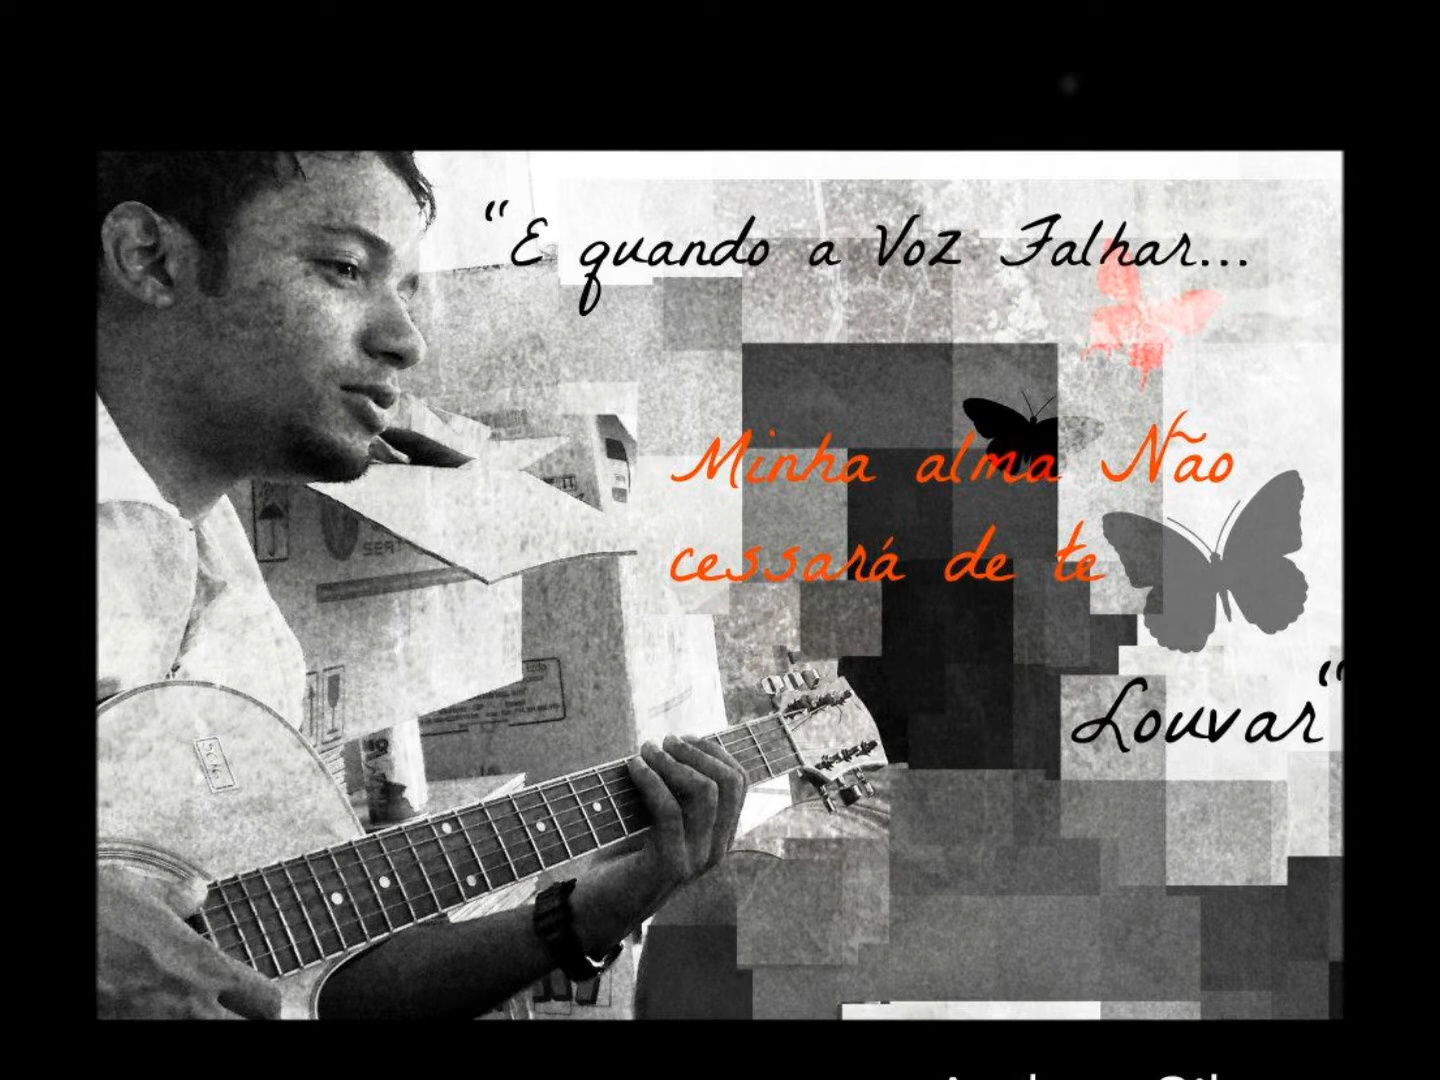 “E quando a Voz Falhar...
Minha alma Não
cessará de te
Louvar“